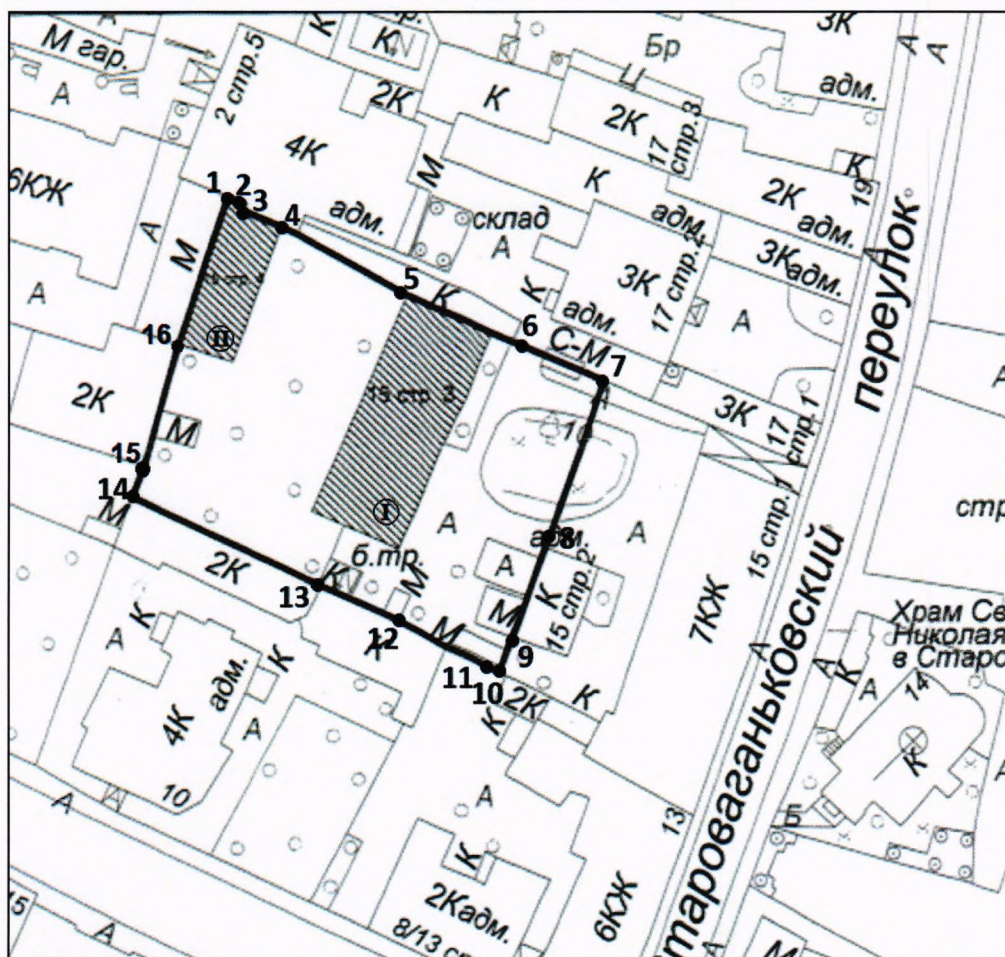 М гар.
А
К
К
Бр
3К
А
А
2 стр. 5
2К
К
Ц
адм.
4К
М
2К
17 стр. 3
К
6КЖ
1
2
3
4
адм.
склад
К
2К
19
А
М
адм.
А
адм.
3К
17 стр. 2
3К адм.
А
5
К
К
адм.
А
переулок
16
II
6
С-М
7
А
2К
М
3К
17 стр. 1
15
А
14
М
I
А
8
адм.
А
15 стр. 1
стр
2К
б.тр.
А
К
15 стр. 2
7КЖ
13
К
М
М
12
М
9
11
10
2К
К
А
К
К
адм.
4К
А
10
К
А
К
13
6КЖ
2Кадм.
8/13
А
А
15
Староваганьковский
Храм Се
Николая
в Старо
14
К
А
К
Б
М